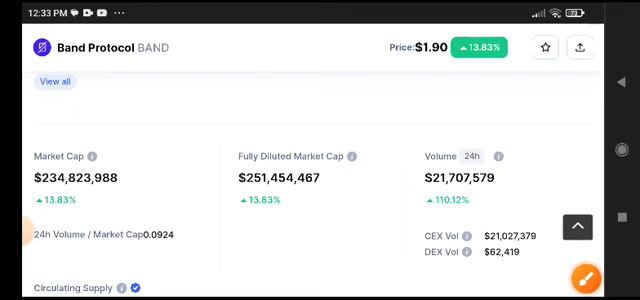 12:33 PM
73
Band Protocol BAND
Price:$1.90 13.83%
View all
Market Cap
$234,823,988
13.83%
24h Volume / Market Cap0.0924
Fully Diluted Market Cap
$251,454,467
13.83%
Volume 24h
$21,707,579
110.12%
CEX Vol $21,027,379
DEX Vol $62,419
Circulating Supply